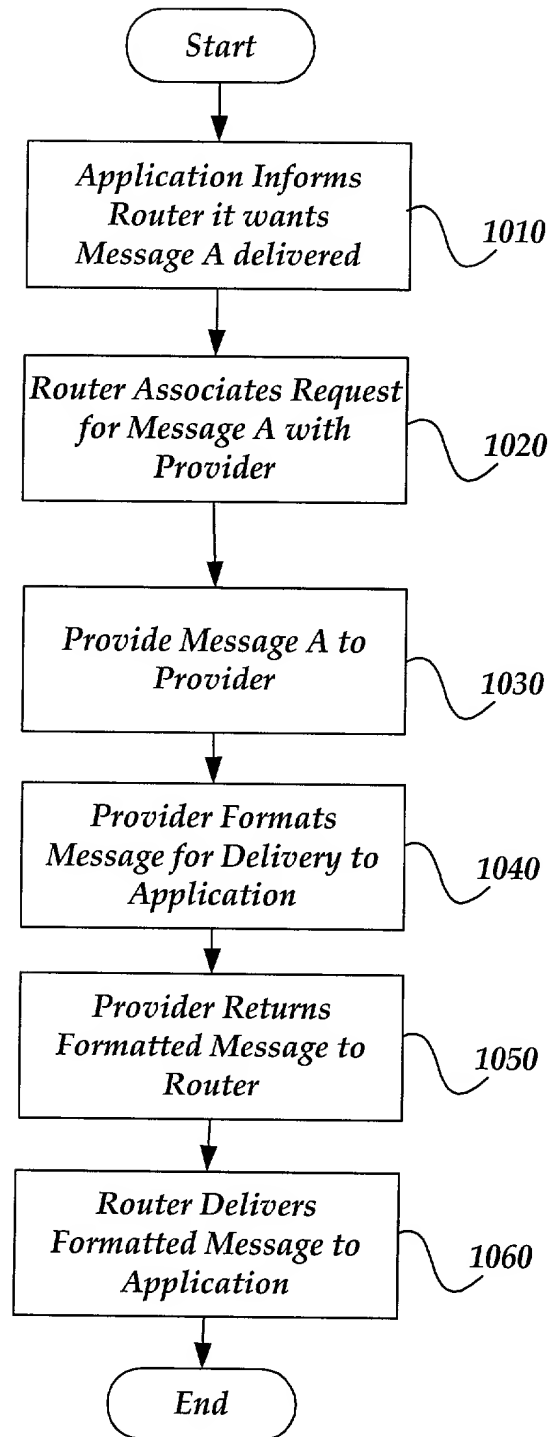 Start
Application Informs
Router it wants
Message A delivered
1010
Router Associates Request
for Message A with
Provider
1020
Provide Message A to
Provider
1030
Provider Formats
Message for Delivery to
Application
1040
Provider Returns
Formatted Message to
Router
1050
Router Delivers
Formatted Message to
Application
1060
End